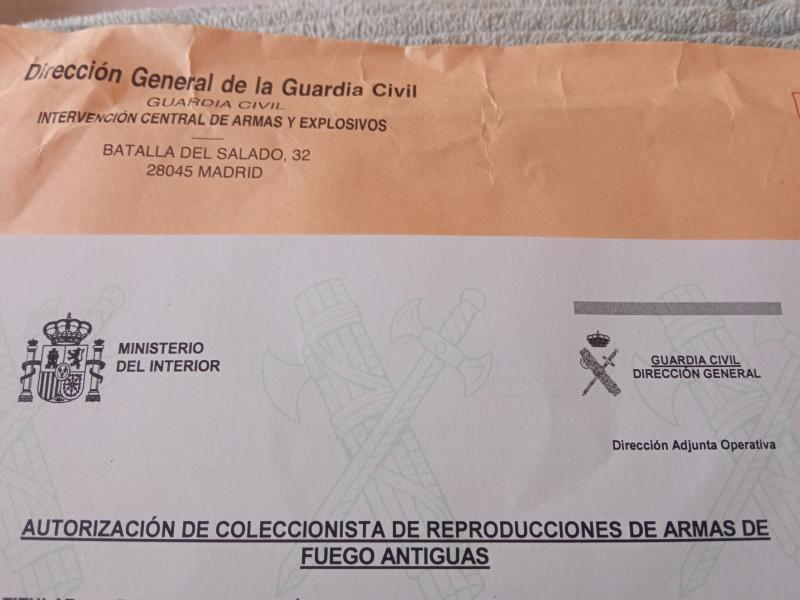 Dirección General de la Guardia Civil
GUARDIA CIVIL
INTERVENCIÓN CENTRAL DE ARMAS Y EXPLOSIVOS
BATALLA DEL SALADO, 32
28045 MADRID
MINISTERIO
DEL INTERIOR
GUARDIA CIVIL
DIRECCIÓN GENERAL
Dirección Adjunta Operativa
AUTORIZACIÓN DE COLECCIONISTA DE REPRODUCCIONES DE ARMAS DE
FUEGO ANTIGUAS